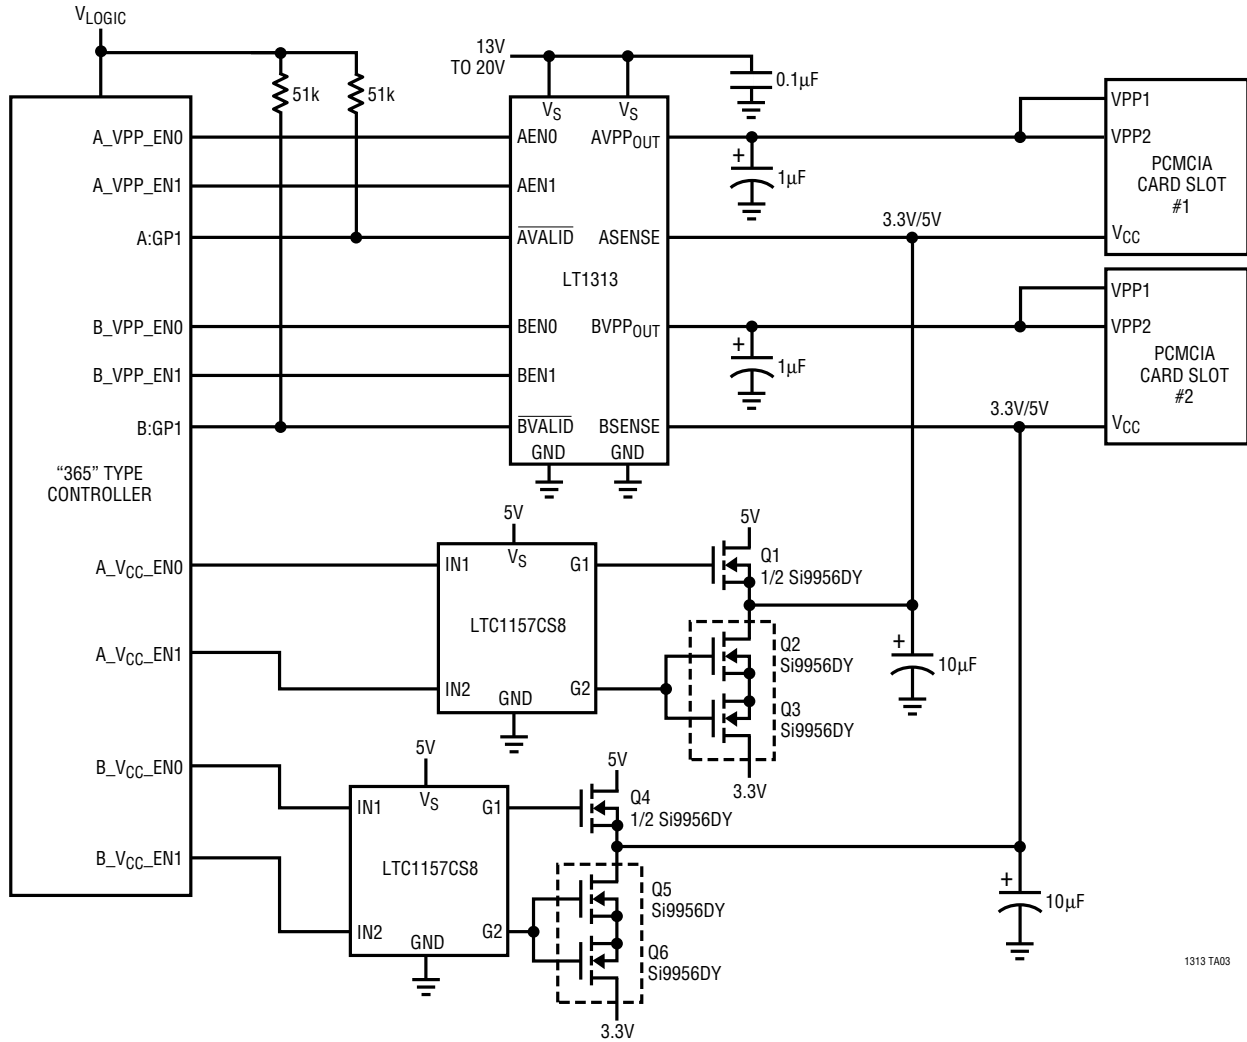 VLOGIC
13V
TO 20V
51k
51k
0.1µF
VS
VS
A_VPP_EN0
AEN0
AVPPOUT
VPP1
VPP2
PCMCIA
CARD SLOT
#1
A_VPP_EN1
AEN1
+
1µF
A:GP1
AVALID
ASENSE
3.3V/5V
VCC
LT1313
B_VPP_EN0
BEN0
BVPPOUT
VPP1
VPP2
PCMCIA
CARD SLOT
#2
B_VPP_EN1
BEN1
+
1µF
B:GP1
BVALID
BSENSE
3.3V/5V
VCC
GND
GND
"365" TYPE
CONTROLLER
5V
5V
A_VCC_EN0
IN1
VS
G1
Q1
1/2 Si9956DY
LTC1157CS8
A_VCC_EN1
IN2
GND
G2
Q2
Si9956DY
Q3
Si9956DY
+
10µF
3.3V
5V
5V
B_VCC_EN0
IN1
VS
G1
Q4
1/2 Si9956DY
LTC1157CS8
B_VCC_EN1
IN2
GND
G2
Q5
Si9956DY
Q6
Si9956DY
+
10µF
3.3V
1313 TA03